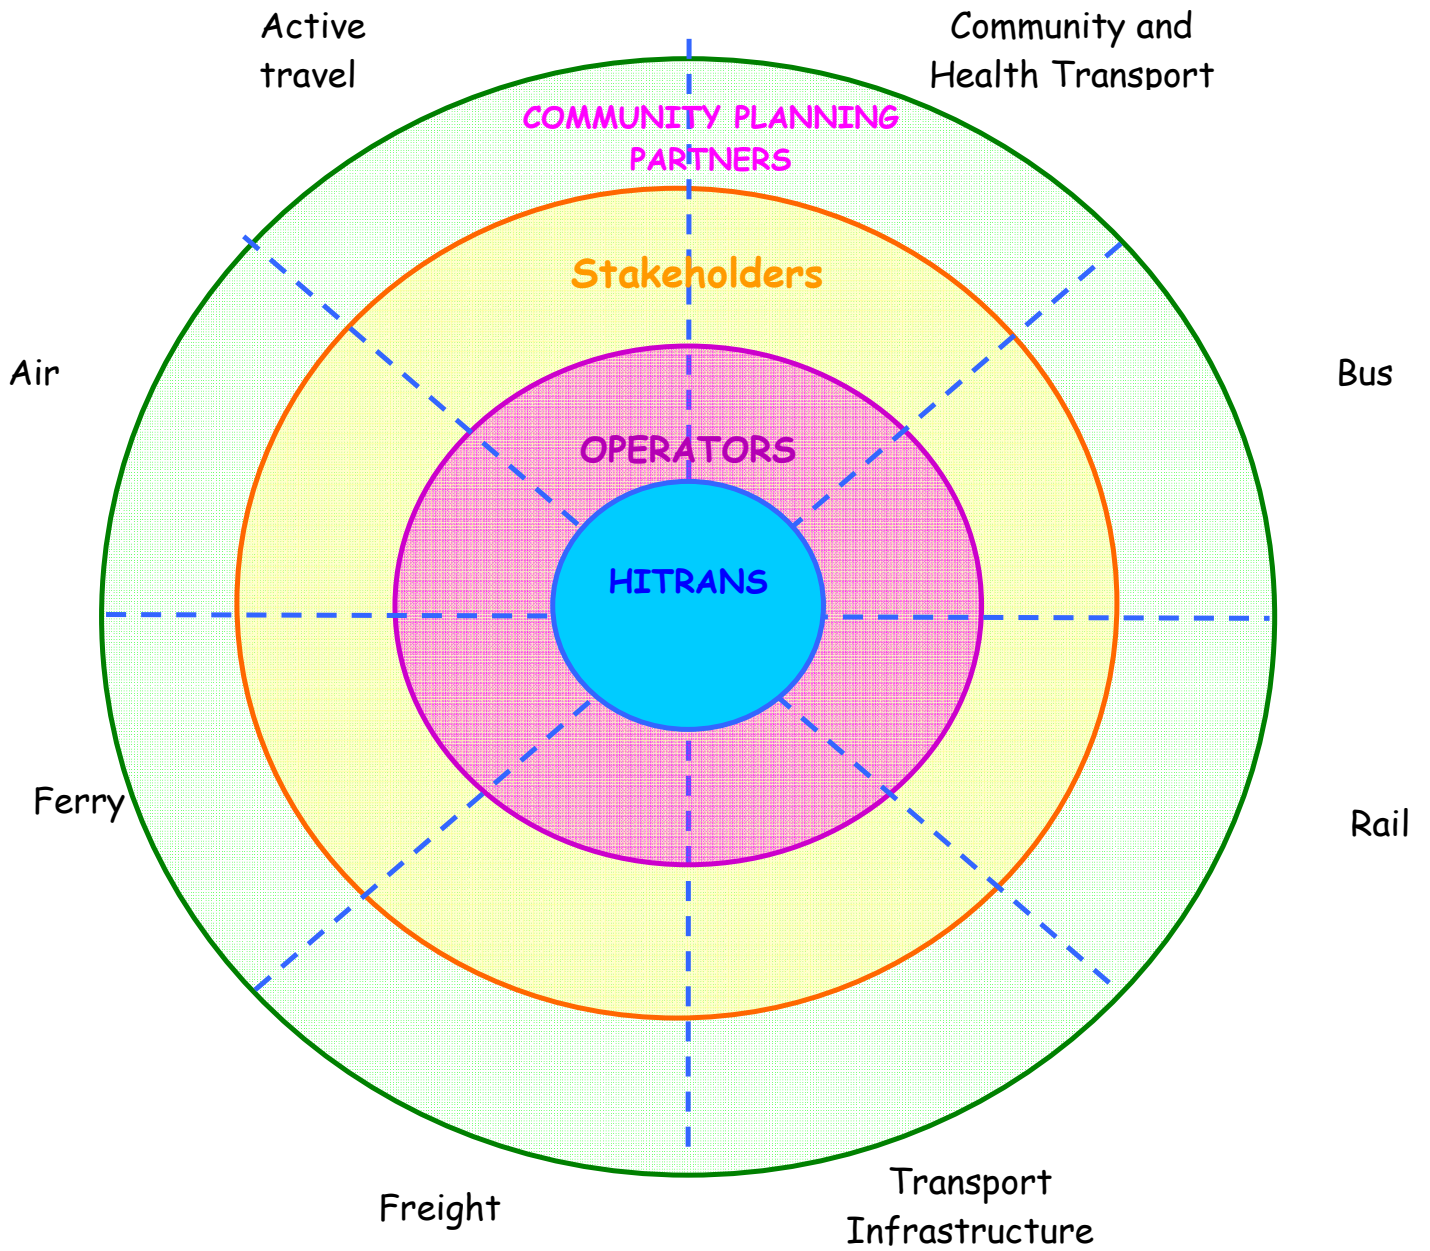 Active
travel
Community and
Health Transport
COMMUNITY PLANNING
PARTNERS
Stakeholders
Air
Bus
OPERATORS
HITRANS
Ferry
Rail
Freight
Transport
Infrastructure